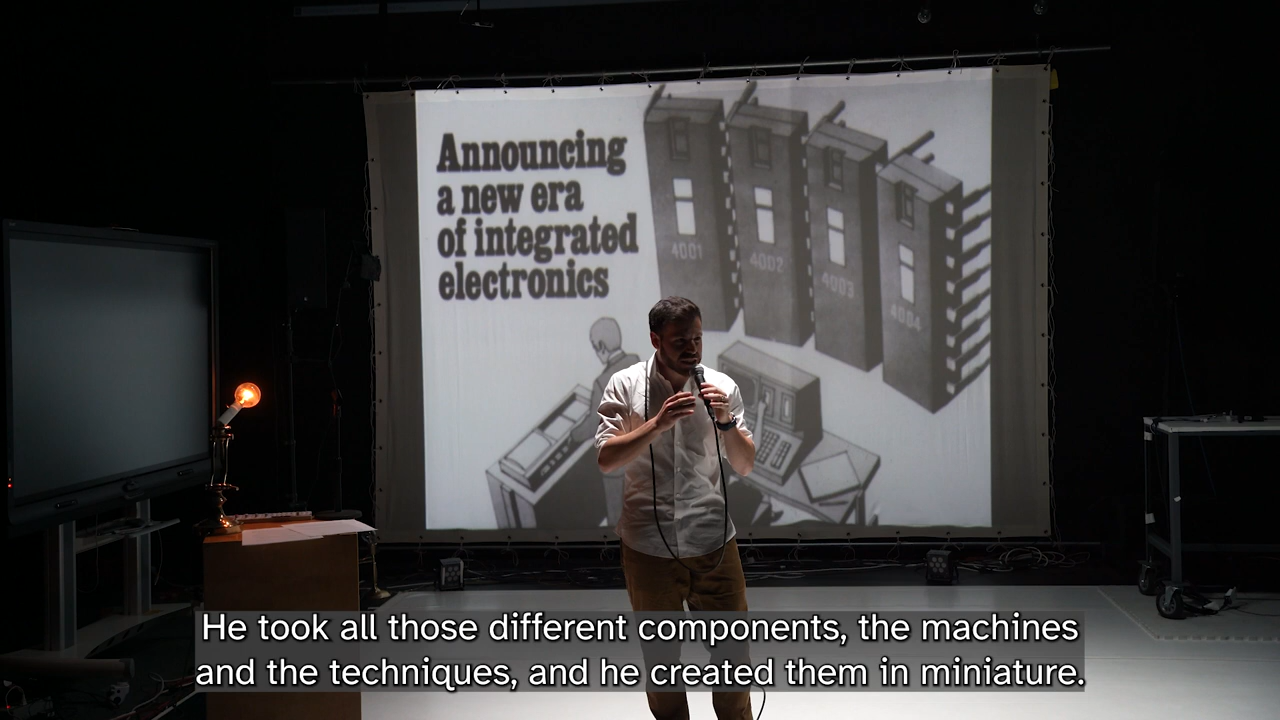 Announcing
a new era
of integrated
electronics
4001
4002
4003
4004
He took all those different components, the machines
and the techniques, and he created them in miniature.